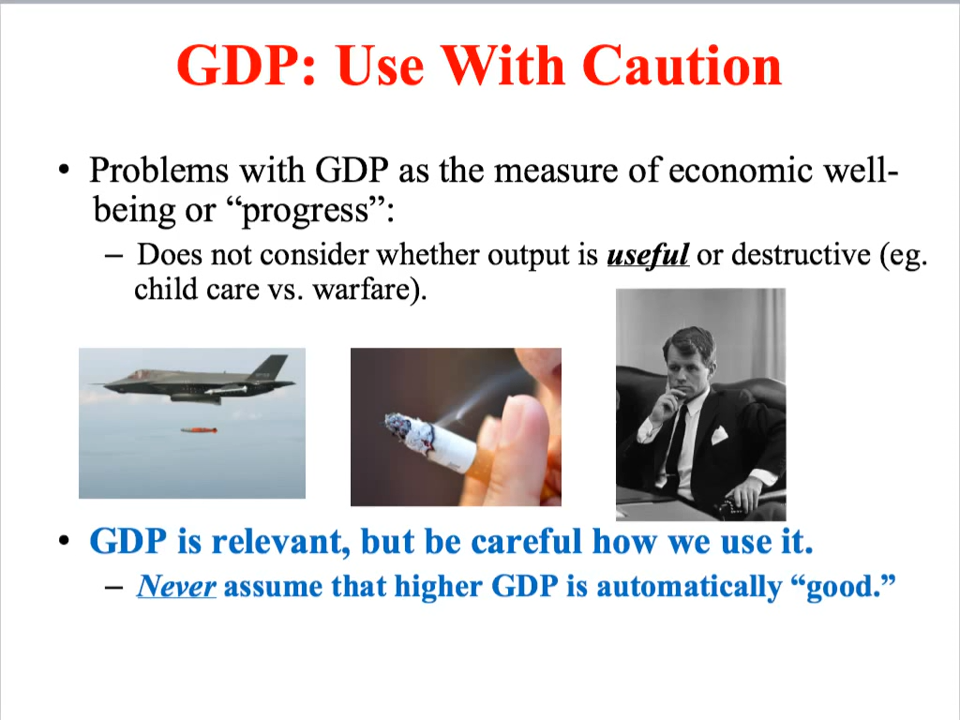 GDP: Use With Caution
• Problems with GDP as the measure of economic well-
being or “progress”:
– Does not consider whether output is useful or destructive (eg.
child care vs. warfare).
• GDP is relevant, but be careful how we use it.
– Never assume that higher GDP is automatically “good.”